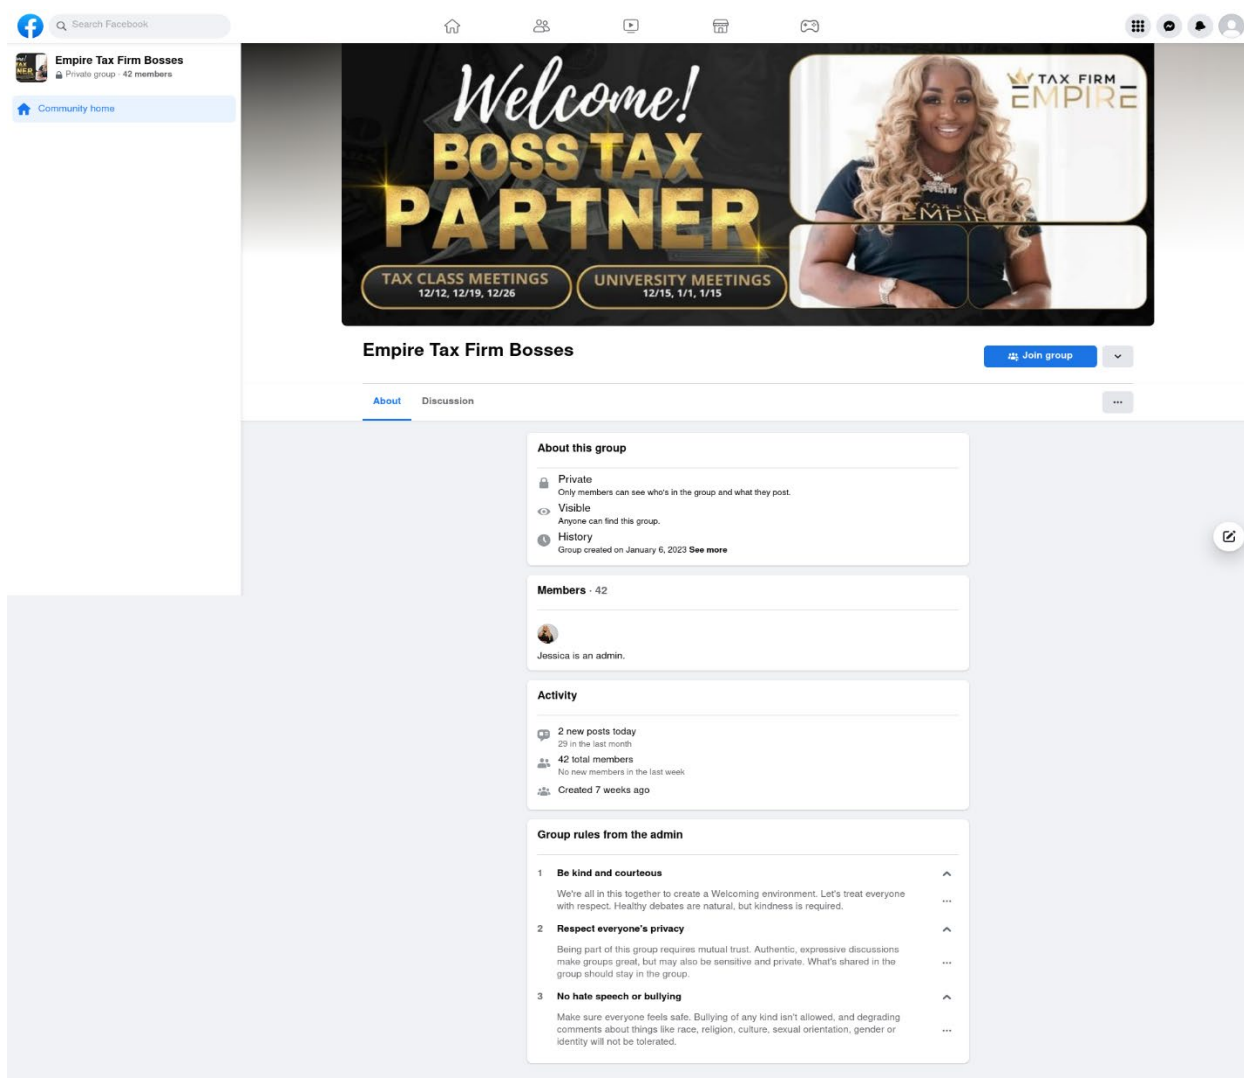 Search Facebook
Empire Tax Firm Bosses
Private group · 42 members
Community home
Welcome!
BOSS TAX
PARTNER
TAX CLASS MEETINGS
12/12, 12/19, 12/26
UNIVERSITY MEETINGS
12/15, 1/1, 1/15
TAX FIRM
EMPIRE
TAX FIRM
EMPIRE
Empire Tax Firm Bosses
Join group
About
Discussion
About this group
Private
Only members can see who's in the group and what they post.
Visible
Anyone can find this group.
History
Group created on January 6, 2023 See more
Members · 42
Jessica is an admin.
Activity
2 new posts today
29 in the last month
42 total members
No new members in the last week
Created 7 weeks ago
Group rules from the admin
1 Be kind and courteous
We're all in this together to create a Welcoming environment. Let's treat everyone
with respect. Healthy debates are natural, but kindness is required.
2 Respect everyone's privacy
Being part of this group requires mutual trust. Authentic, expressive discussions
make groups great, but may also be sensitive and private. What's shared in the
group should stay in the group.
3 No hate speech or bullying
Make sure everyone feels safe. Bullying of any kind isn't allowed, and degrading
comments about things like race, religion, culture, sexual orientation, gender or
identity will not be tolerated.